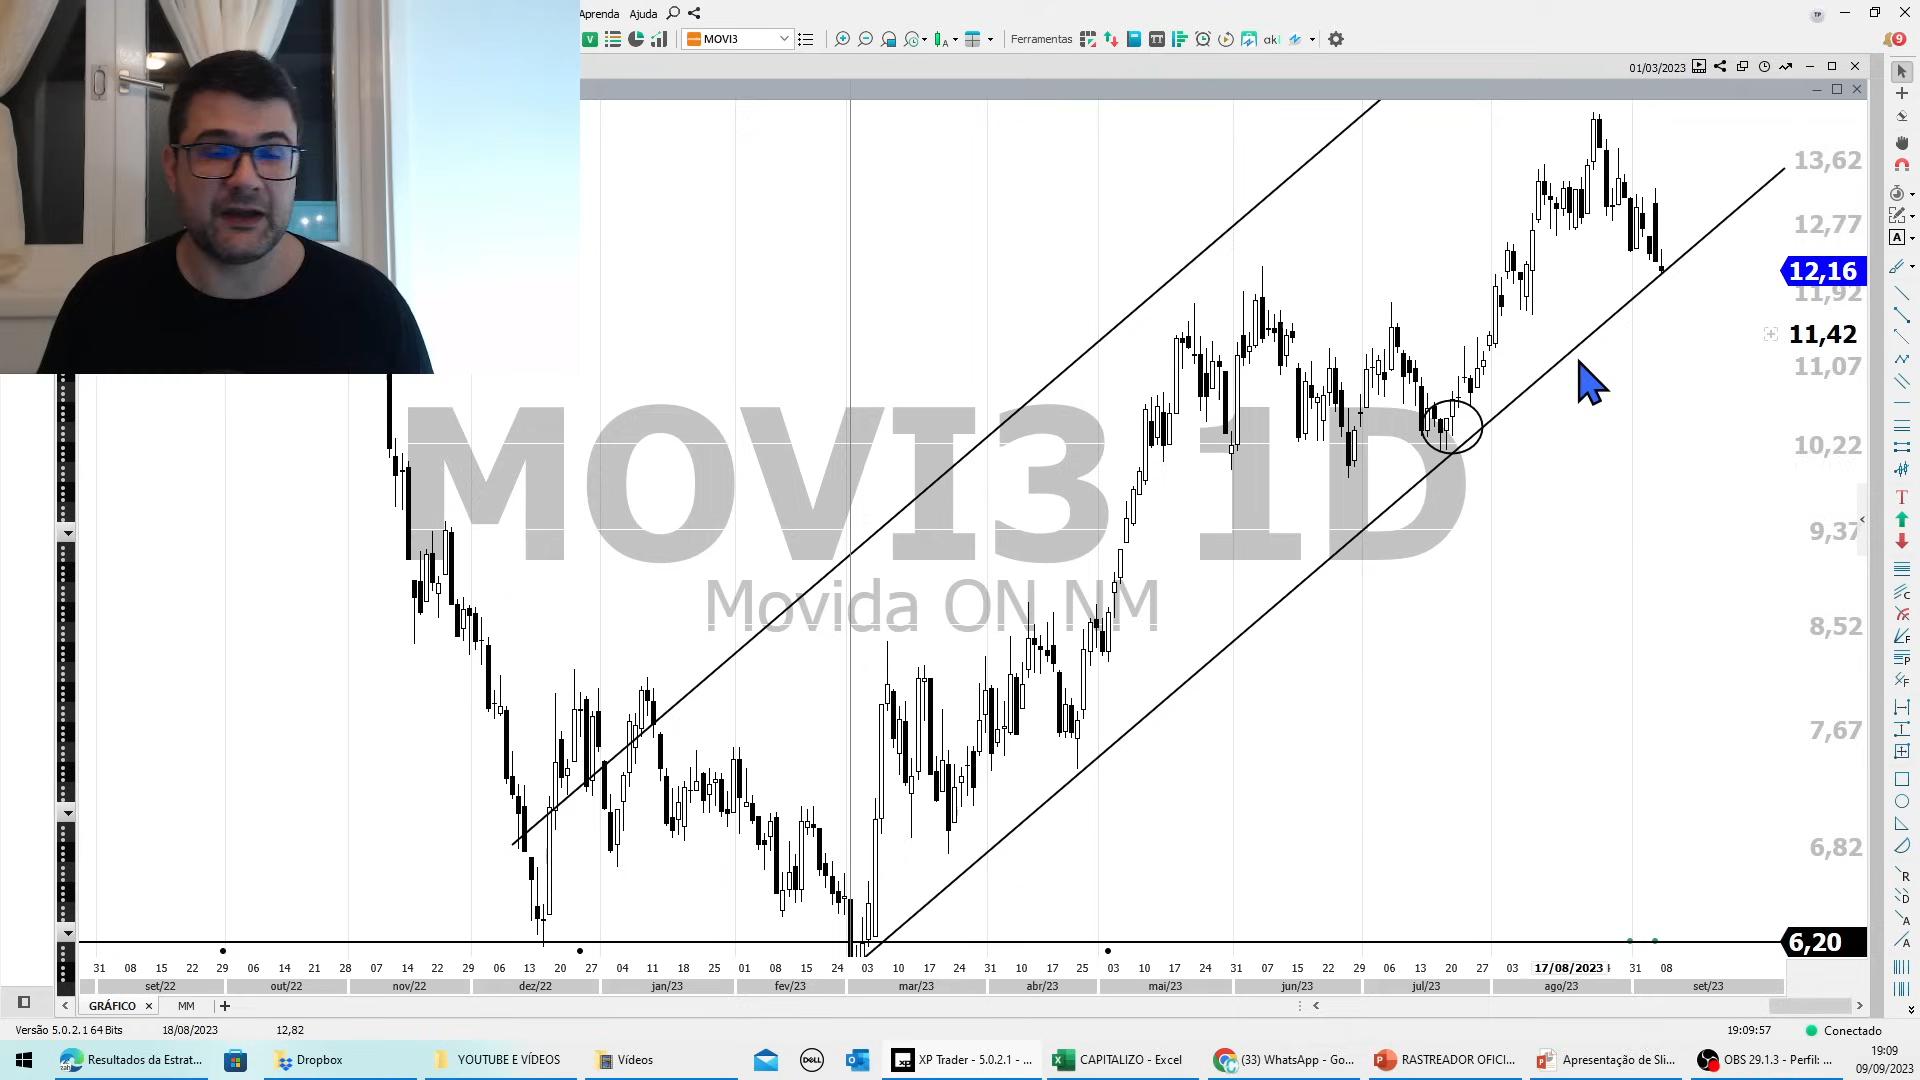 Aprenda Ajuda TP
V MOVI3 Ferramentas aki 9
01/03/2023
13,62
12,77
12,16
11,92
11,42
11,07
10,22
9,37
8,52
7,67
6,82
6,20
MOVI3 1D
Movida ON NM
31 08 15 22 29 06 14 21 28 07 14 22 29 06 13 20 27 04 11 18 25 01 08 15 24 03 10 17 24 31 10 17 25 03 10 17 24 31 07 15 22 29 06 13 20 27 03 17/08/2023 31 08
set/22 out/22 nov/22 dez/22 jan/23 fev/23 mar/23 abr/23 mai/23 jun/23 jul/23 ago/23 set/23
GRÁFICO × MM +
Versão 5.0.2.1 64 Bits 18/08/2023 12,82 19:09:57 Conectado
Resultados da Estrat... Dropbox YOUTUBE E VÍDEOS Vídeos DELL XP Trader - 5.0.2.1 - ... CAPITALIZO - Excel (33) WhatsApp - Go... RASTREADOR OFICI... Apresentação de Sli... OBS 29.1.3 - Perfil: ... 19:09
09/09/2023